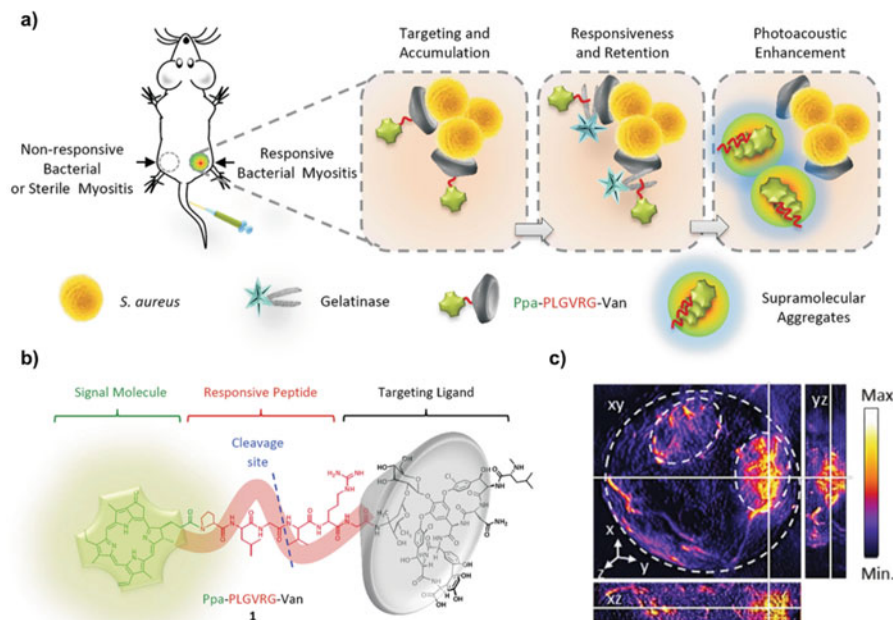 a)
Targeting and
Accumulation
Responsiveness
and Retention
Photoacoustic
Enhancement
Non-responsive
Bacterial
or Sterile Myositis
Responsive
Bacterial Myositis
S. aureus
Gelatinase
Ppa-PLGVRG-Van
Supramolecular
Aggregates
b)
Signal Molecule
Responsive Peptide
Targeting Ligand
Cleavage
site
Ppa-PLGVRG-Van
1
c)
xy
yz
Max
x
y
z
Min.
xz